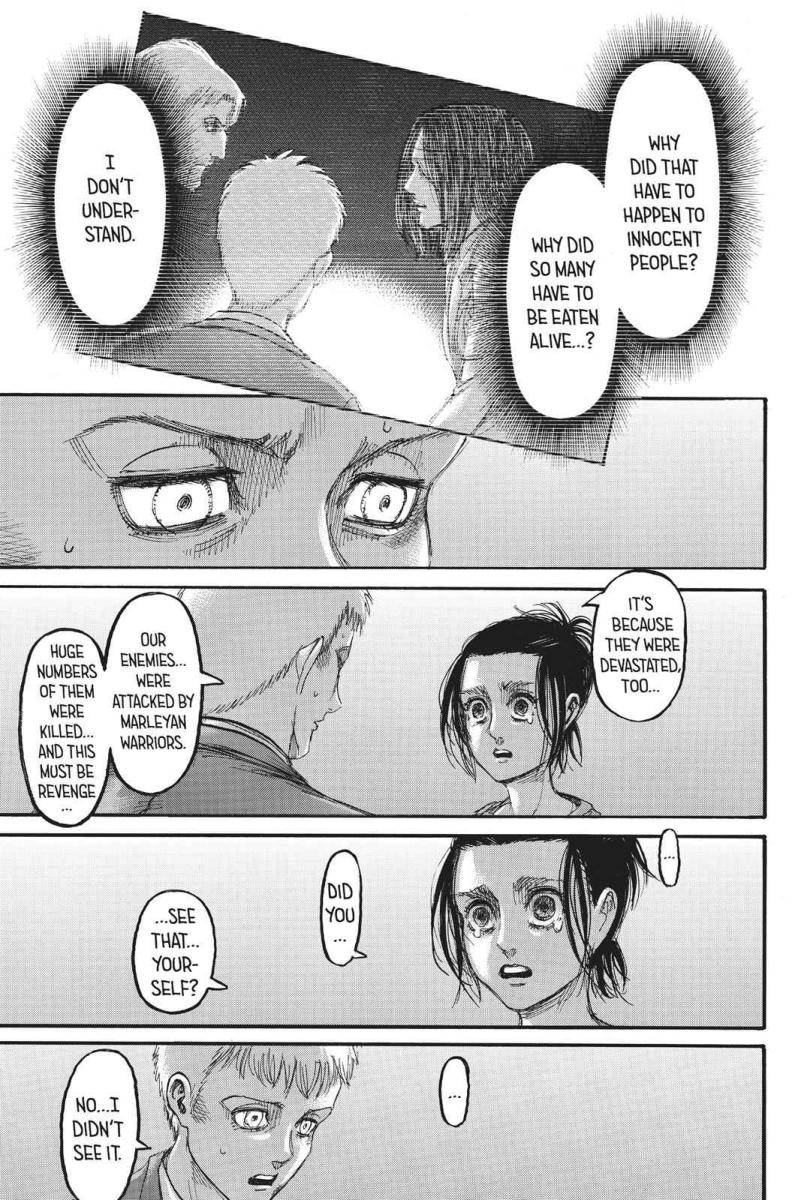 WHY
DID THAT
HAVE TO
HAPPEN TO
INNOCENT
PEOPLE?
WHY DID
SO MANY
HAVE TO
BE EATEN
ALIVE...?
I
DON'T
UNDER-
STAND.
IT'S
BECAUSE
THEY WERE
DEVASTATED,
TOO...
OUR
ENEMIES...
WERE
ATTACKED BY
MARLEYAN
WARRIORS.
HUGE
NUMBERS
OF THEM
WERE
KILLED...
AND THIS
MUST BE
REVENGE
...
...
DID
YOU
...
...SEE
THAT...
YOUR-
SELF?
...
NO...I
DIDN'T
SEE IT.